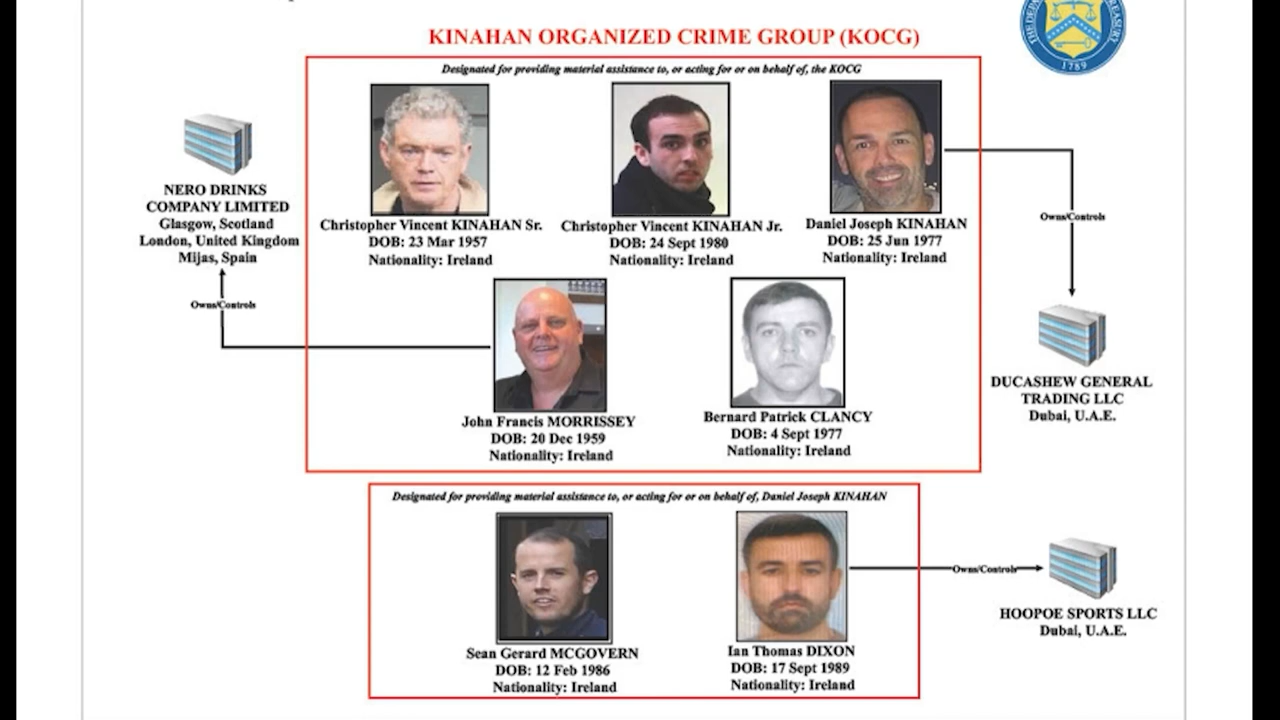 KINAHAN ORGANIZED CRIME GROUP (KOCG)
Designated for providing material assistance to, or acting for or on behalf of, the KOCG
NERO DRINKS
COMPANY LIMITED
Glasgow, Scotland
London, United Kingdom
Mijas, Spain
Owns/Controls
Christopher Vincent KINAHAN Sr.
DOB: 23 Mar 1957
Nationality: Ireland
Christopher Vincent KINAHAN Jr.
DOB: 24 Sept 1980
Nationality: Ireland
Daniel Joseph KINAHAN
DOB: 25 Jun 1977
Nationality: Ireland
Owns/Controls
DUCASHEW GENERAL
TRADING LLC
Dubai, U.A.E.
John Francis MORRISSEY
DOB: 20 Dec 1959
Nationality: Ireland
Bernard Patrick CLANCY
DOB: 4 Sept 1977
Nationality: Ireland
Designated for providing material assistance to, or acting for or on behalf of, Daniel Joseph KINAHAN
Sean Gerard MCGOVERN
DOB: 12 Feb 1986
Nationality: Ireland
Ian Thomas DIXON
DOB: 17 Sept 1989
Nationality: Ireland
Owns/Controls
HOOPOE SPORTS LLC
Dubai, U.A.E.
1789